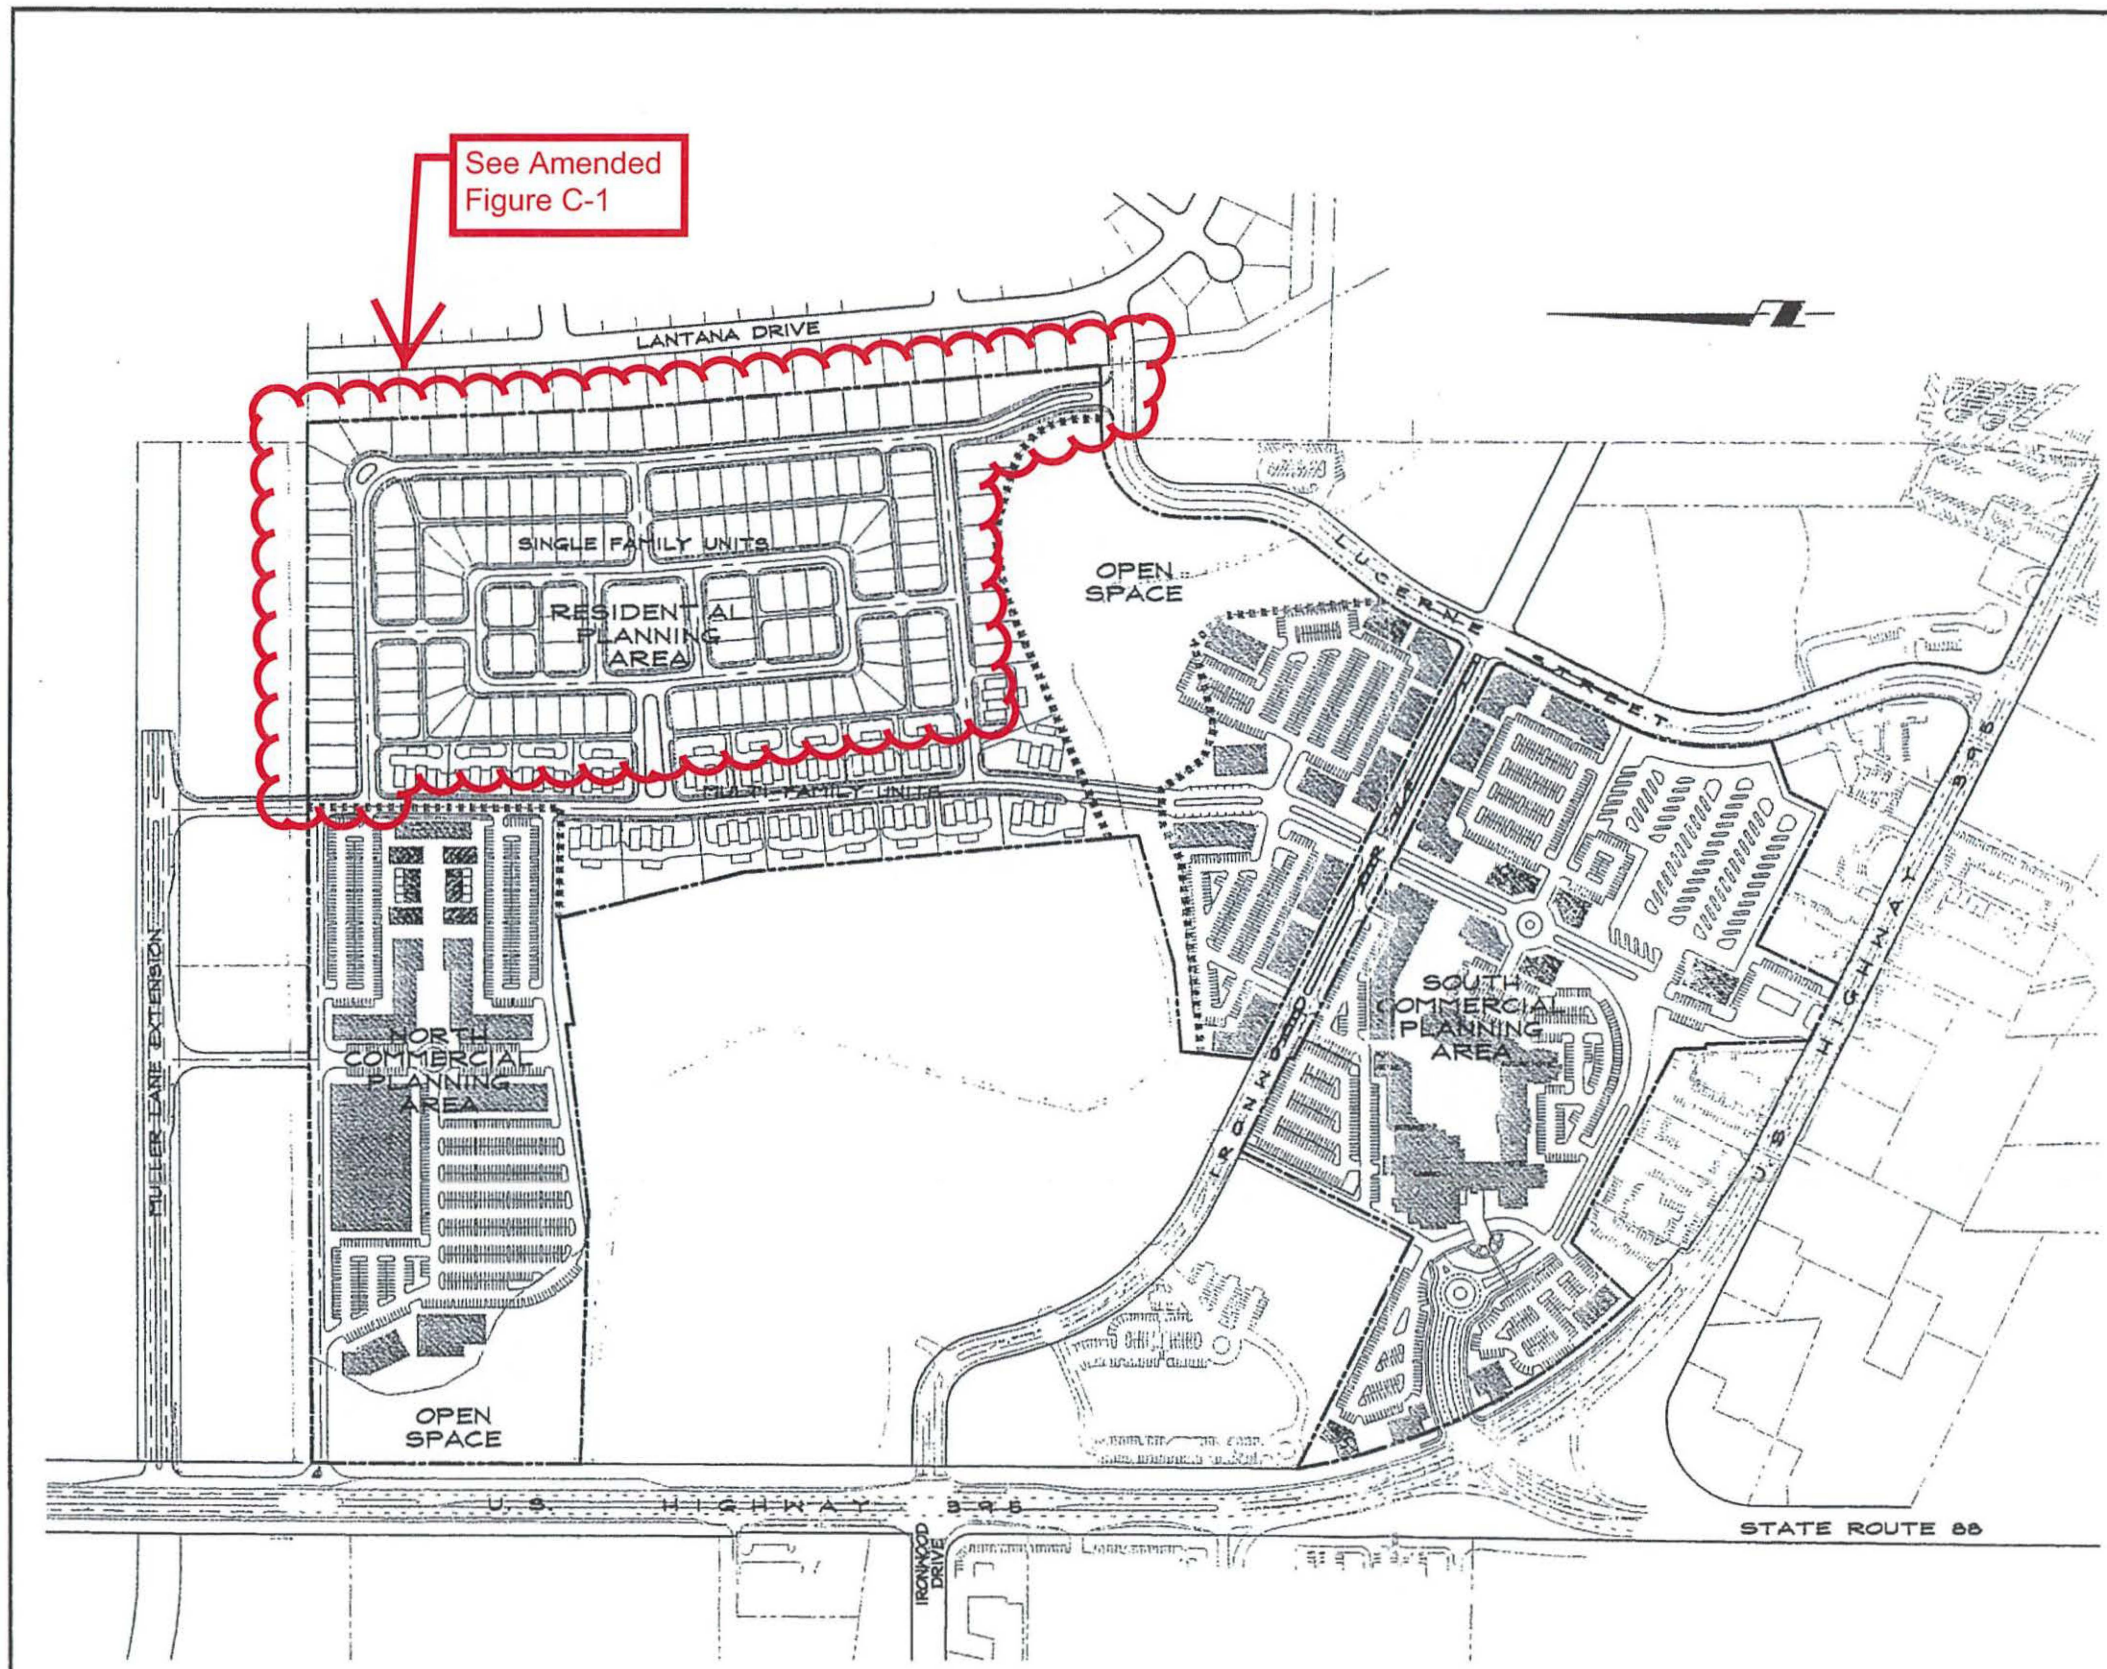 See Amended
Figure C-1
LANTANA DRIVE
SINGLE FAMILY UNITS
RESIDENTIAL
PLANNING
AREA
OPEN
SPACE
LUCERNE STREET
MULTI-FAMILY UNITS
MULLER LANE EXTENSION
NORTH
COMMERCIAL
PLANNING
AREA
SOUTH
COMMERCIAL
PLANNING
AREA
IRONWOOD DRIVE
U.S. HIGHWAY 395
OPEN
SPACE
U.S. HIGHWAY 395
IRONWOOD
DRIVE
STATE ROUTE 88